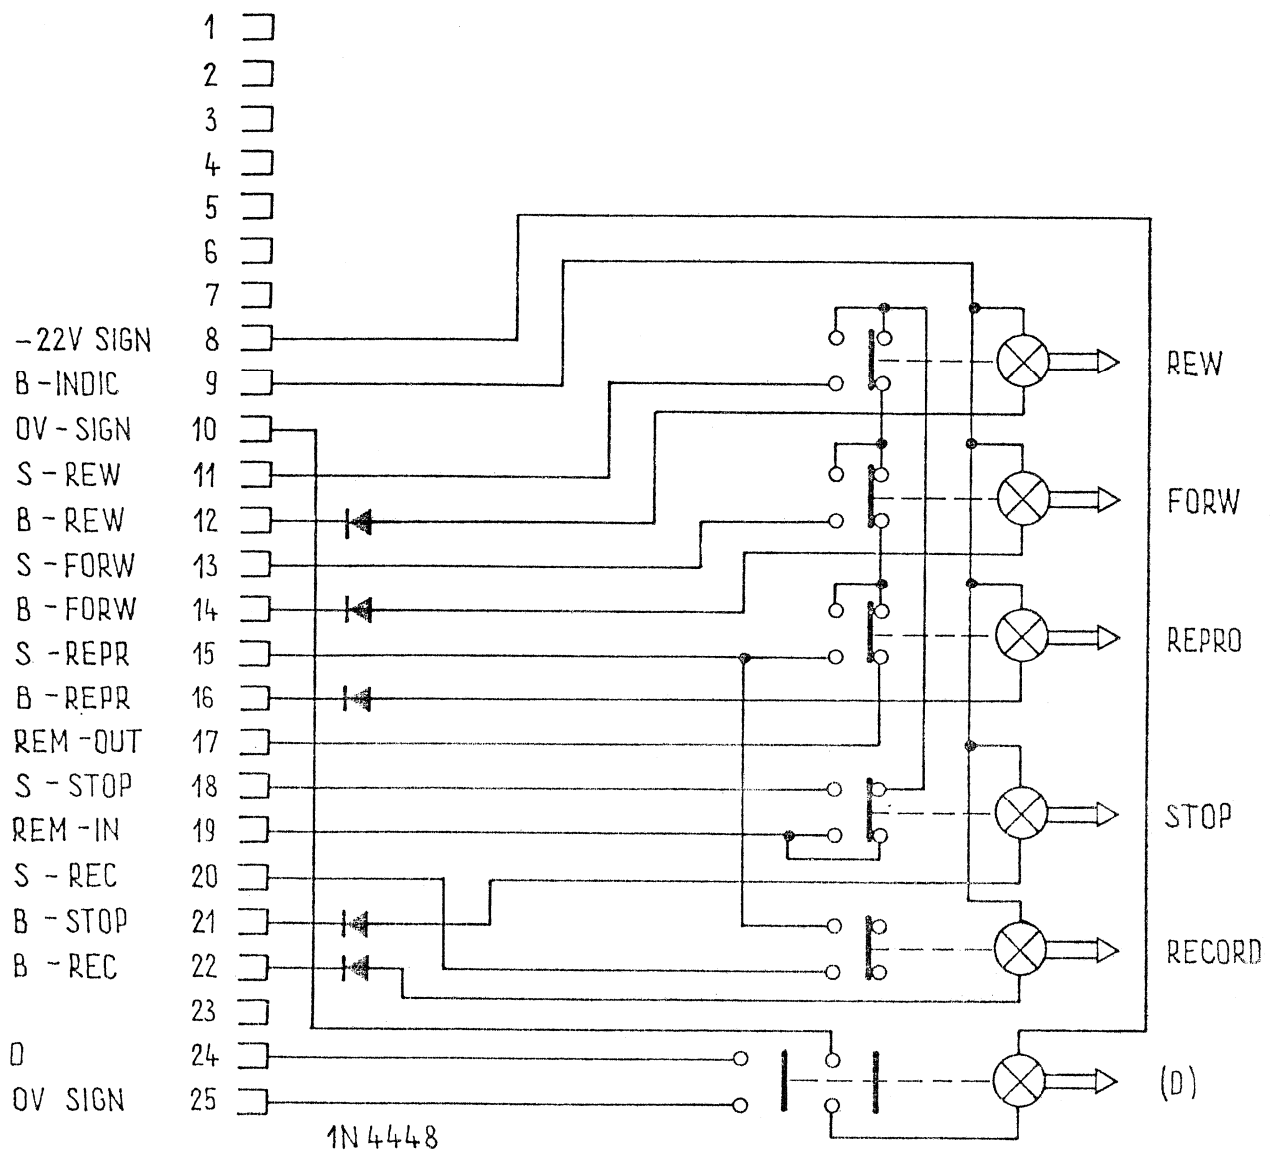 1
2
3
4
5
6
7
-22V SIGN 8
B-INDIC 9
0V-SIGN 10
S-REW 11
B-REW 12
S-FORW 13
B-FORW 14
S-REPR 15
B-REPR 16
REM-OUT 17
S-STOP 18
REM-IN 19
S-REC 20
B-STOP 21
B-REC 22
23
D 24
0V SIGN 25
REW
FORW
REPRO
STOP
RECORD
(D)
1N4448